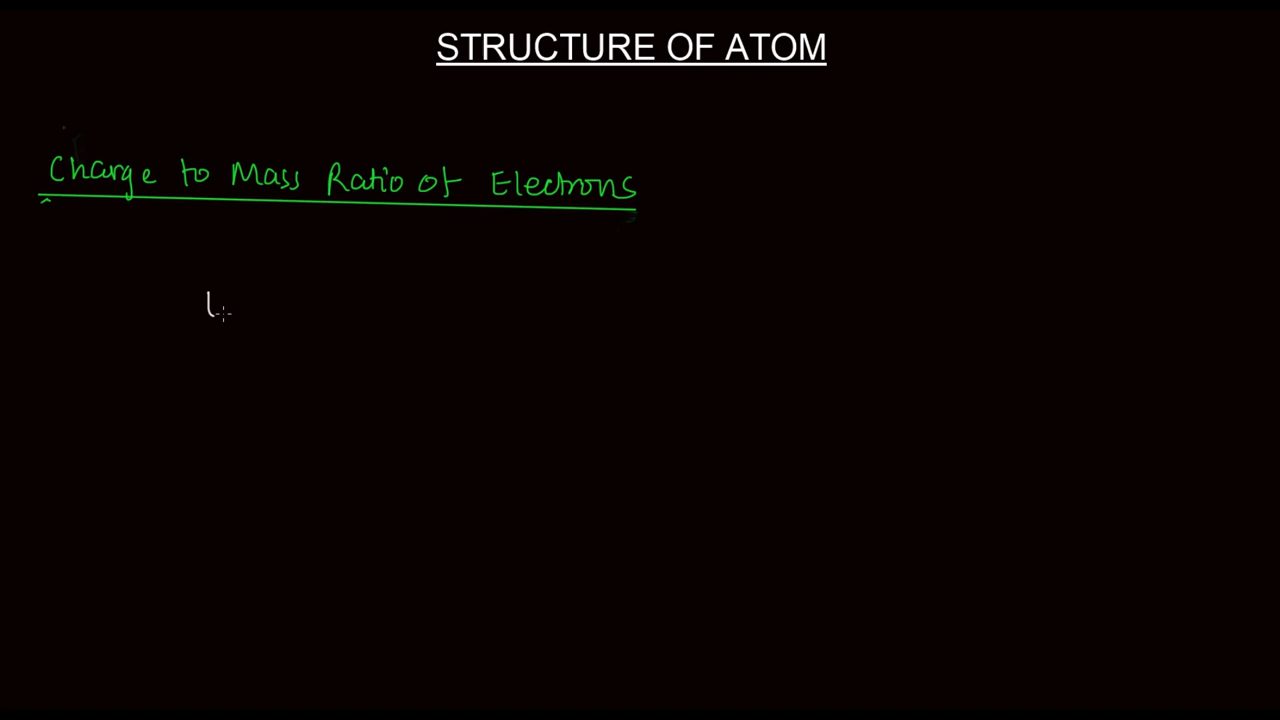 STRUCTURE OF ATOM
Charge to Mass Ratio of Electrons